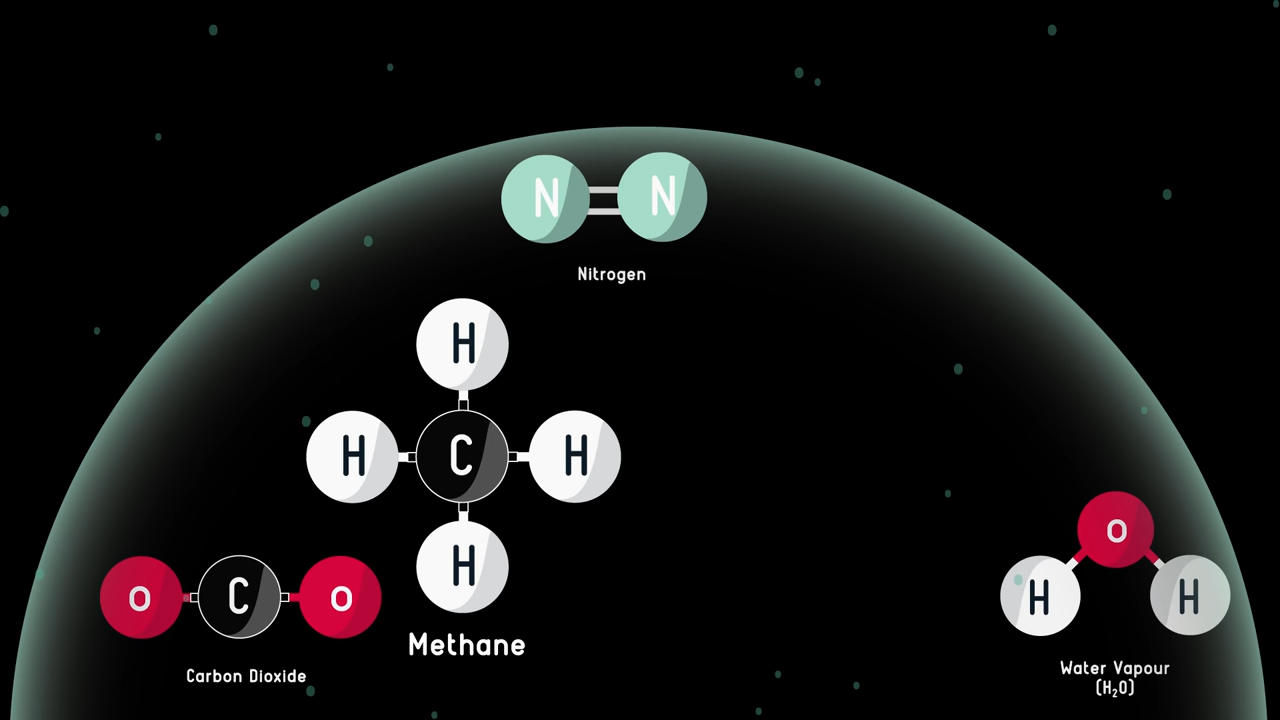 N N
Nitrogen
H
H C H
H
Methane
O C O
Carbon Dioxide
O
H H
Water Vapour
(H₂O)